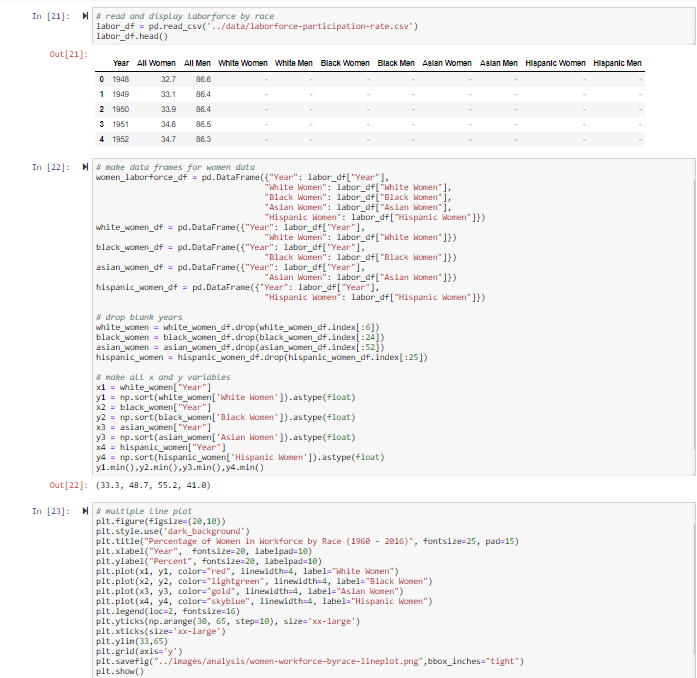 In [21]: # read and display laborforce by race
labor_df = pd.read_csv('../data/laborforce-participation-rate.csv')
labor_df.head()
Out[21]:
Year All Women All Men White Women White Men Black Women Black Men Asian Women Asian Men Hispanic Women Hispanic Men
0 1948 32.7 86.6 - - - - - - - -
1 1949 33.1 86.4 - - - - - - - -
2 1950 33.9 86.4 - - - - - - - -
3 1951 34.6 86.5 - - - - - - - -
4 1952 34.7 86.3 - - - - - - - -
In [22]: # make data frames for women data
women_laborforce_df = pd.DataFrame({"Year": labor_df["Year"],
"White Women": labor_df["White Women"],
"Black Women": labor_df["Black Women"],
"Asian Women": labor_df["Asian Women"],
"Hispanic Women": labor_df["Hispanic Women"]})
white_women_df = pd.DataFrame({"Year": labor_df["Year"],
"White Women": labor_df["White Women"]})
black_women_df = pd.DataFrame({"Year": labor_df["Year"],
"Black Women": labor_df["Black Women"]})
asian_women_df = pd.DataFrame({"Year": labor_df["Year"],
"Asian Women": labor_df["Asian Women"]})
hispanic_women_df = pd.DataFrame({"Year": labor_df["Year"],
"Hispanic Women": labor_df["Hispanic Women"]})
# drop blank years
white_women = white_women_df.drop(white_women_df.index[:6])
black_women = black_women_df.drop(black_women_df.index[:24])
asian_women = asian_women_df.drop(asian_women_df.index[:52])
hispanic_women = hispanic_women_df.drop(hispanic_women_df.index[:25])
# make all x and y variables
x1 = white_women["Year"]
y1 = np.sort(white_women['White Women']).astype(float)
x2 = black_women["Year"]
y2 = np.sort(black_women['Black Women']).astype(float)
x3 = asian_women["Year"]
y3 = np.sort(asian_women['Asian Women']).astype(float)
x4 = hispanic_women["Year"]
y4 = np.sort(hispanic_women['Hispanic Women']).astype(float)
y1.min(),y2.min(),y3.min(),y4.min()
Out[22]: (33.3, 48.7, 55.2, 41.0)
In [23]: # multiple line plot
plt.figure(figsize=(20,10))
plt.style.use('dark_background')
plt.title("Percentage of Women in Workforce by Race (1960 - 2016)", fontsize=25, pad=15)
plt.xlabel("Year", fontsize=20, labelpad=10)
plt.ylabel("Percent", fontsize=20, labelpad=10)
plt.plot(x1, y1, color="red", linewidth=4, label="White Women")
plt.plot(x2, y2, color="lightgreen", linewidth=4, label="Black Women")
plt.plot(x3, y3, color="gold", linewidth=4, label="Asian Women")
plt.plot(x4, y4, color="skyblue", linewidth=4, label="Hispanic Women")
plt.legend(loc=2, fontsize=16)
plt.yticks(np.arange(30, 65, step=10), size='xx-large')
plt.xticks(size='xx-large')
plt.ylim(33,65)
plt.grid(axis='y')
plt.savefig("../images/analysis/women-workforce-byrace-lineplot.png",bbox_inches="tight")
plt.show()